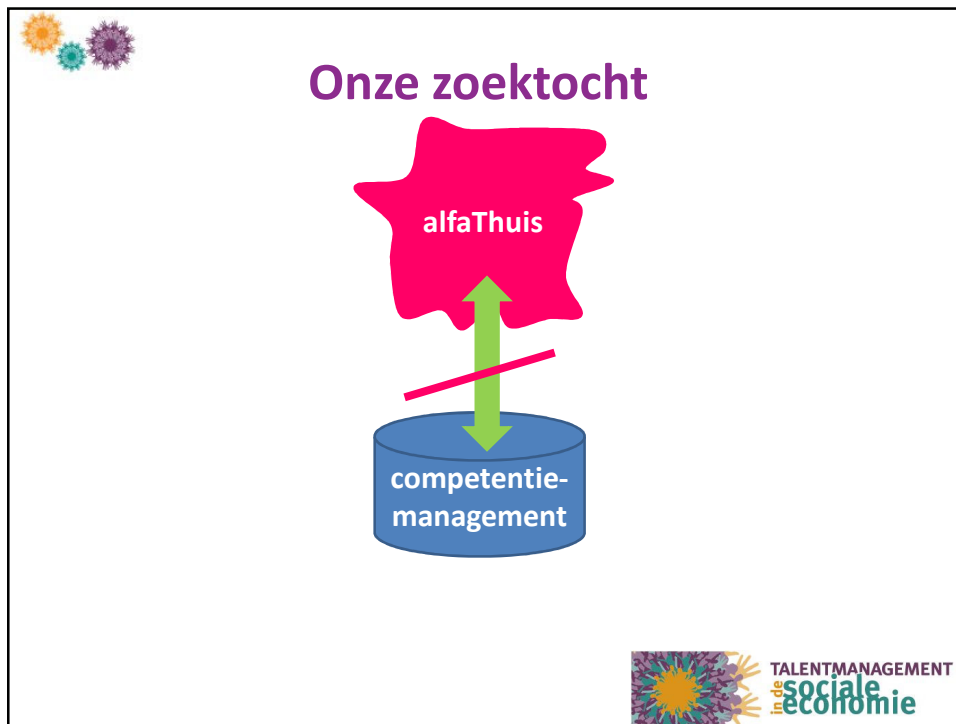 Onze zoektocht
alfaThuis
competentie-
management
TALENTMANAGEMENT
in de sociale
economie